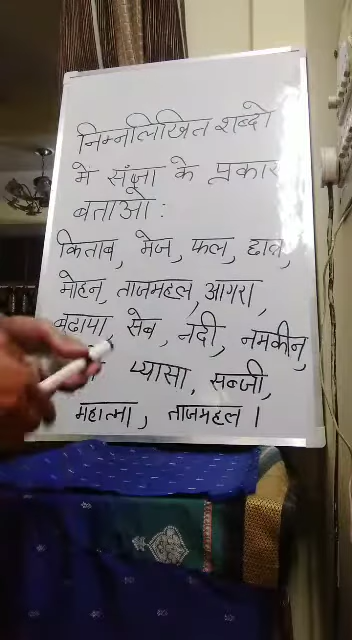 निम्नलिखित शब्दो
में संज्ञा के प्रकार
बताओ :
किताब, मेज, फल, छात्र,
मोहन, ताजमहल, आगरा,
बुढापा, सेब, नदी, नमकीन,
प्यासा, सब्जी,
महात्मा, ताजमहल ।